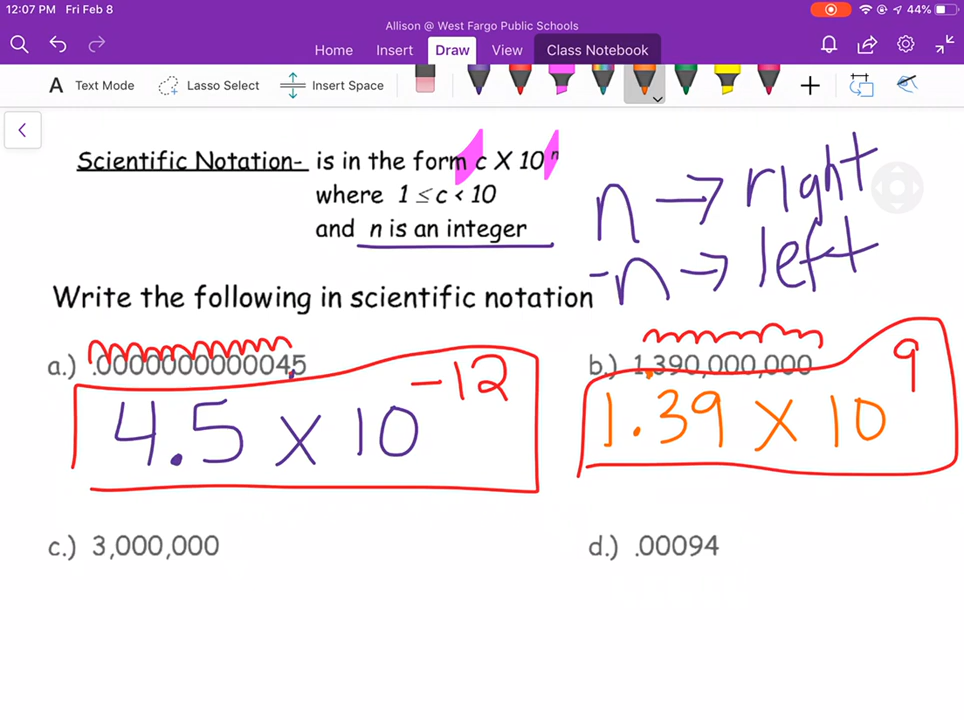 12:07 PM Fri Feb 8
44%
Allison @ West Fargo Public Schools
Home Insert Draw View Class Notebook
A Text Mode Lasso Select Insert Space
Scientific Notation- is in the form c X 10 n
where 1 ≤ c < 10
and n is an integer
n → right
-n → left
Write the following in scientific notation
a.) .0000000000045
4.5 x 10 -12
b.) 1,390,000,000
1.39 x 10 9
c.) 3,000,000
d.) .00094